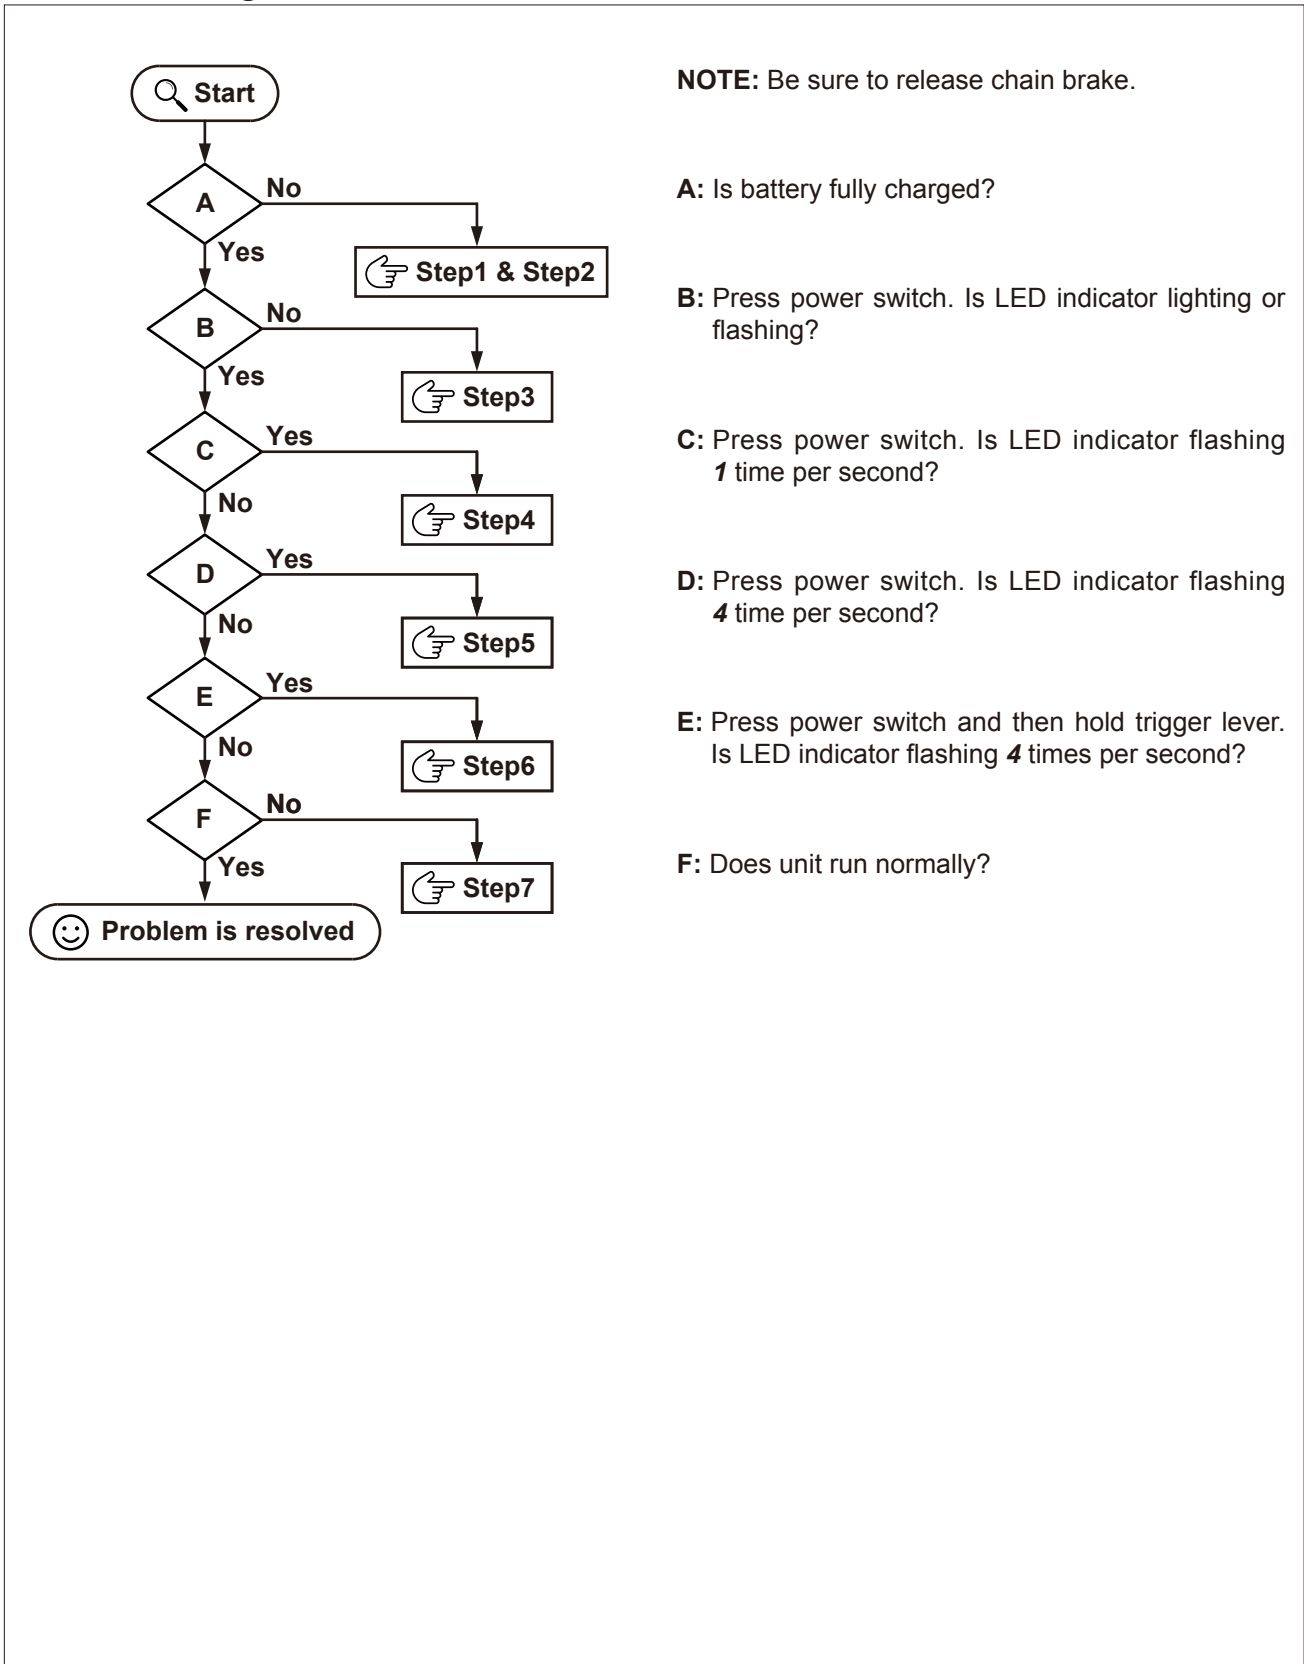 Start
NOTE: Be sure to release chain brake.
A
No
Yes
A: Is battery fully charged?
Step1 & Step2
B
No
Yes
B: Press power switch. Is LED indicator lighting or
flashing?
Step3
C
Yes
No
C: Press power switch. Is LED indicator flashing
1 time per second?
Step4
D
Yes
No
D: Press power switch. Is LED indicator flashing
4 time per second?
Step5
E
Yes
No
E: Press power switch and then hold trigger lever.
Is LED indicator flashing 4 times per second?
Step6
F
No
Yes
F: Does unit run normally?
Step7
Problem is resolved